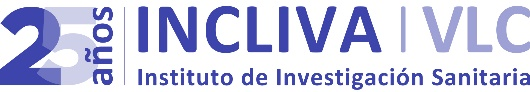 25 años
INCLIVA | VLC
Instituto de Investigación Sanitaria